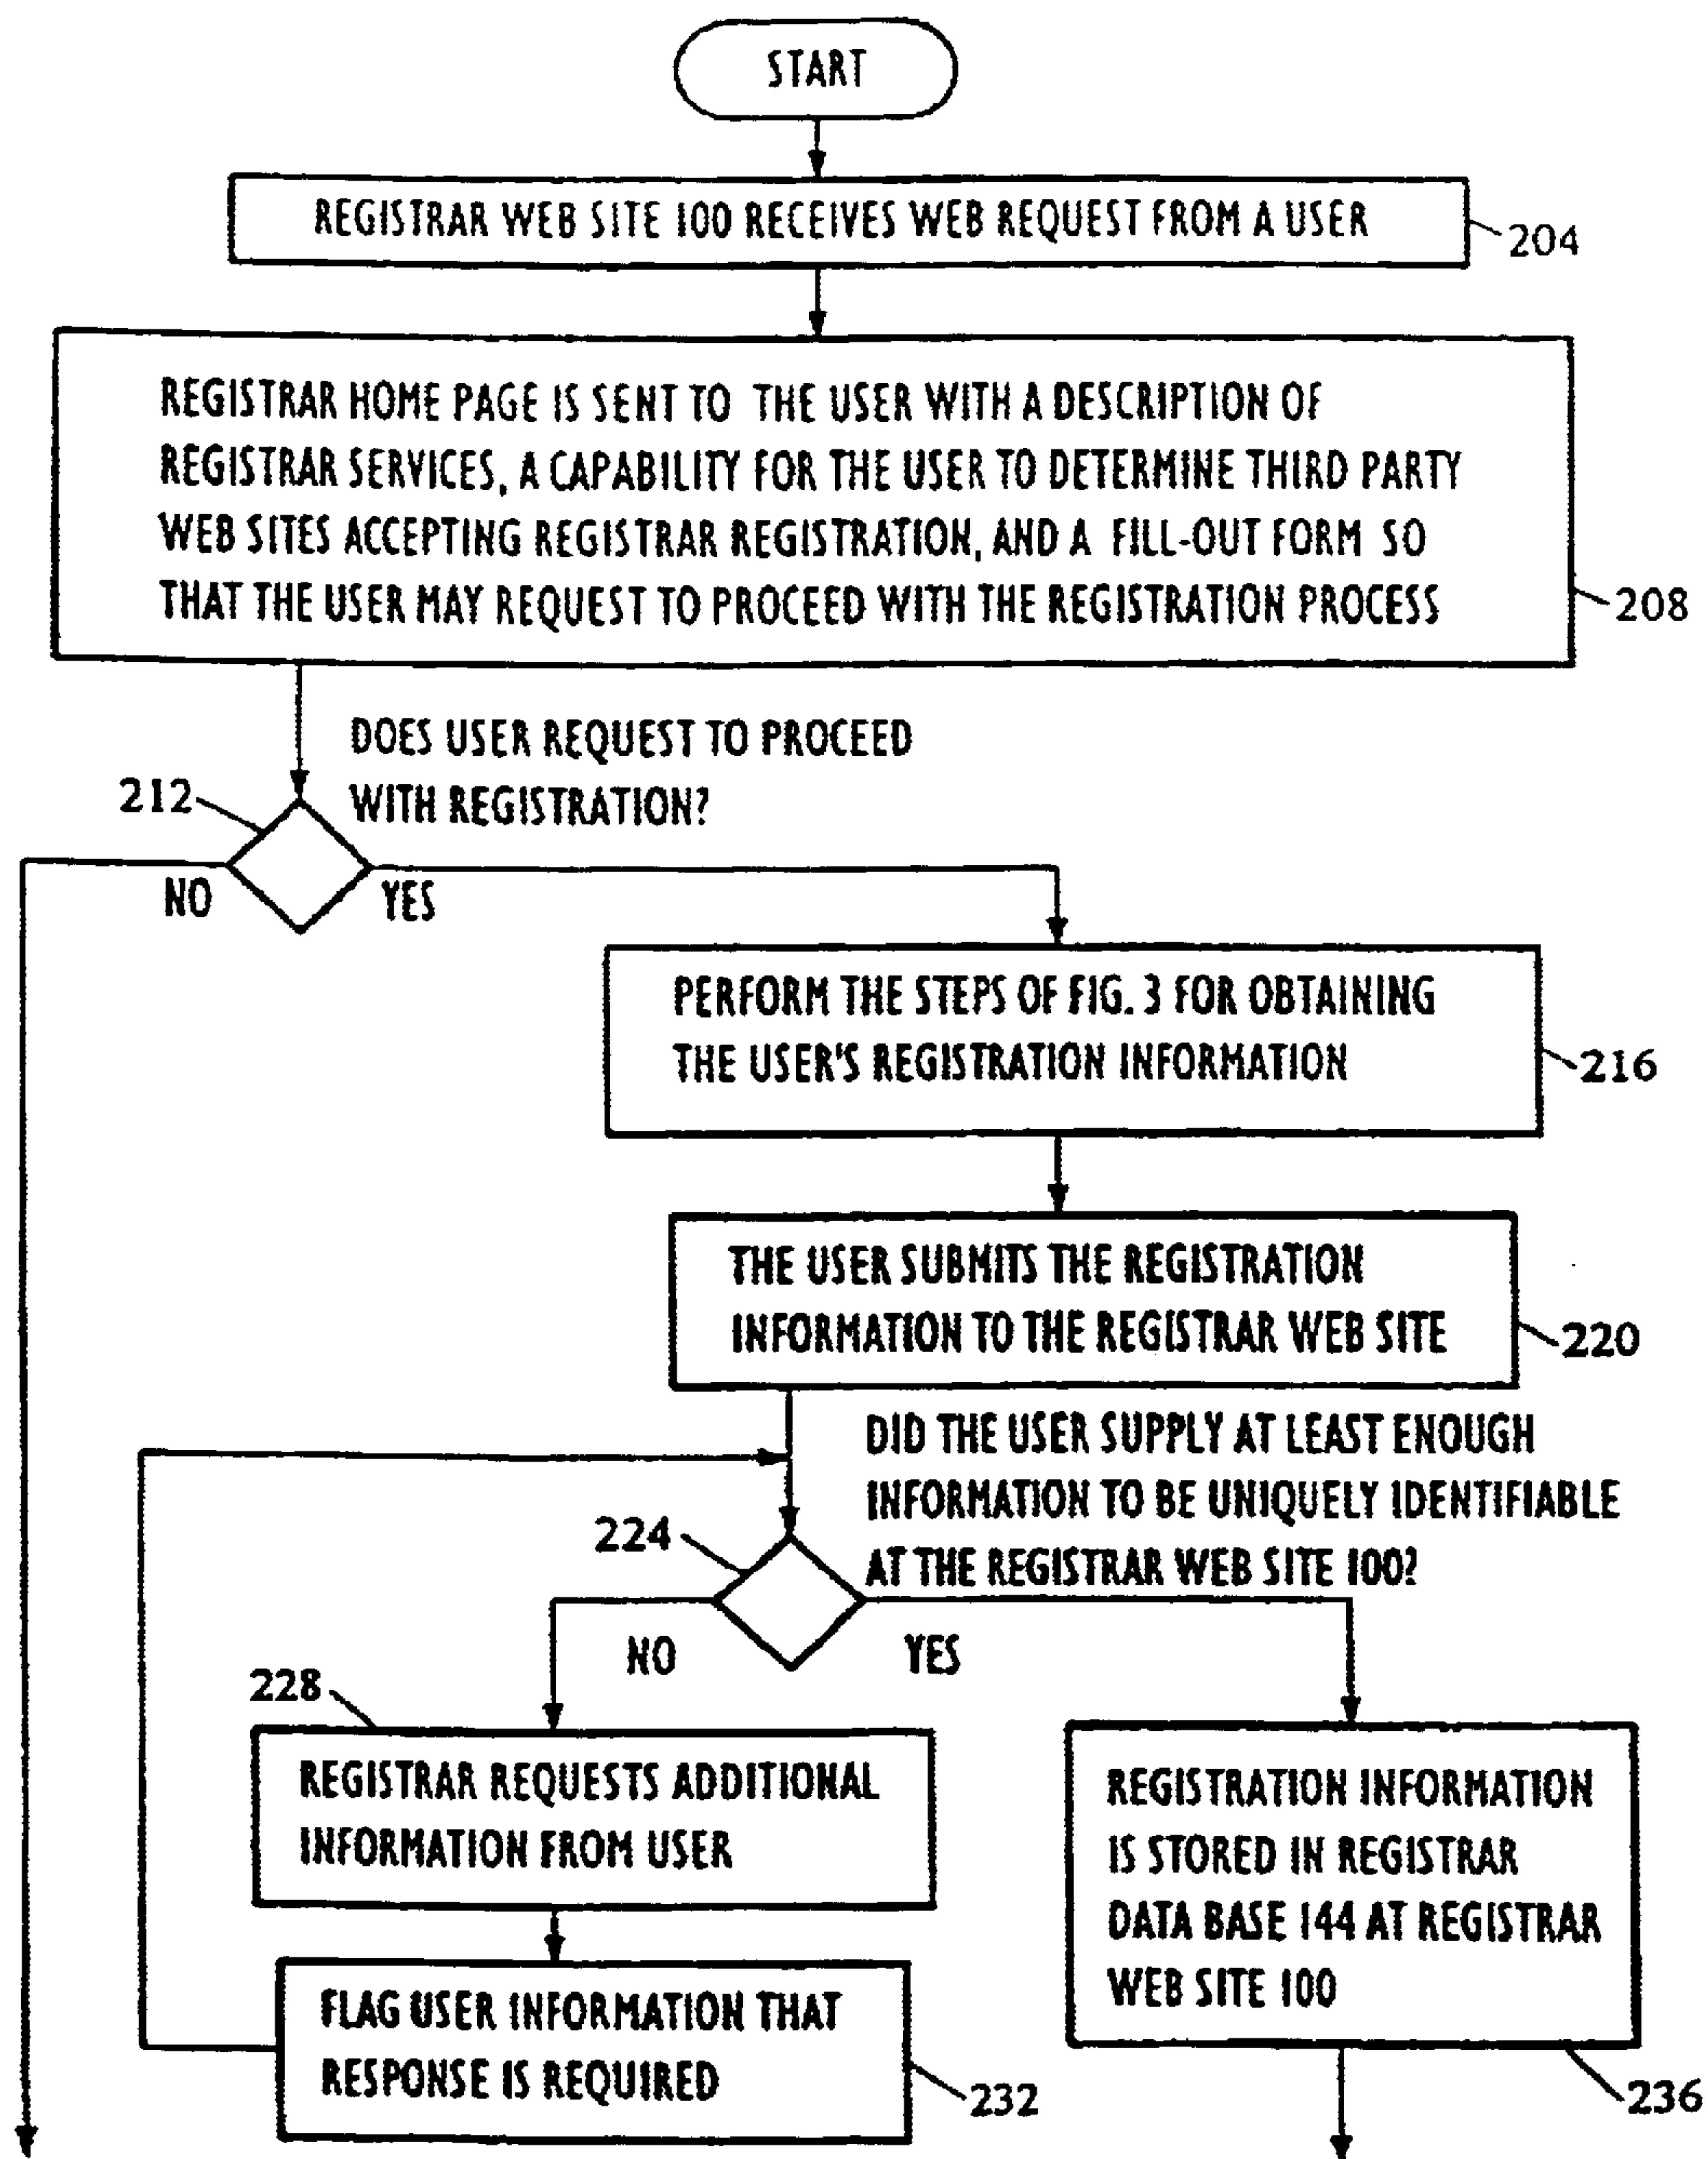 START
REGISTRAR WEB SITE 100 RECEIVES WEB REQUEST FROM A USER
204
REGISTRAR HOME PAGE IS SENT TO THE USER WITH A DESCRIPTION OF
REGISTRAR SERVICES, A CAPABILITY FOR THE USER TO DETERMINE THIRD PARTY
WEB SITES ACCEPTING REGISTRAR REGISTRATION, AND A FILL-OUT FORM SO
THAT THE USER MAY REQUEST TO PROCEED WITH THE REGISTRATION PROCESS
208
DOES USER REQUEST TO PROCEED
WITH REGISTRATION?
212
NO
YES
PERFORM THE STEPS OF FIG. 3 FOR OBTAINING
THE USER'S REGISTRATION INFORMATION
216
THE USER SUBMITS THE REGISTRATION
INFORMATION TO THE REGISTRAR WEB SITE
220
DID THE USER SUPPLY AT LEAST ENOUGH
INFORMATION TO BE UNIQUELY IDENTIFIABLE
AT THE REGISTRAR WEB SITE 100?
224
NO
YES
228
REGISTRAR REQUESTS ADDITIONAL
INFORMATION FROM USER
REGISTRATION INFORMATION
IS STORED IN REGISTRAR
DATA BASE 144 AT REGISTRAR
WEB SITE 100
236
FLAG USER INFORMATION THAT
RESPONSE IS REQUIRED
232